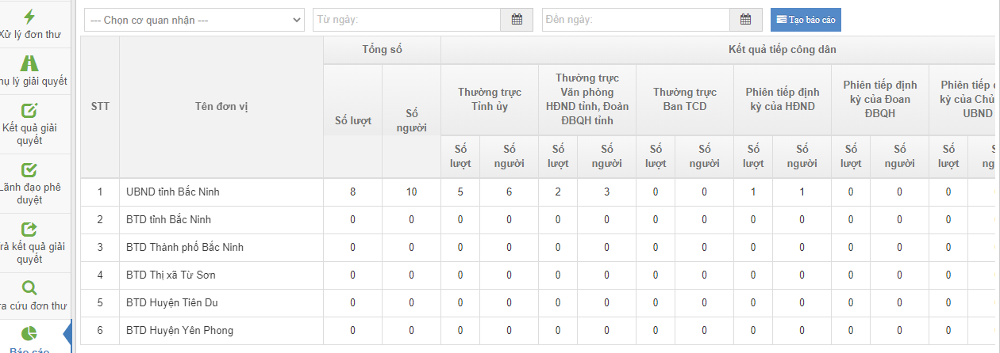 Xử lý đơn thư
hụ lý giải quyết
Kết quả giải
quyết
Lãnh đạo phê
duyệt
rả kết quả giải
quyết
ra cứu đơn thư
Báo cáo
--- Chọn cơ quan nhận ---
Từ ngày:
Đến ngày:
Tạo báo cáo
STT
Tên đơn vị
Tổng số
Kết quả tiếp công dân
Số lượt
Số
người
Thường trực
Tỉnh ủy
Thường trực
Văn phòng
HĐND tỉnh, Đoàn
ĐBQH tỉnh
Thường trực
Ban TCD
Phiên tiếp định
kỳ của HĐND
Phiên tiếp định
kỳ của Đoan
ĐBQH
Phiên tiếp
kỳ của Chủ
UBND
Số
lượt
Số
người
Số
lượt
Số
người
Số
lượt
Số
người
Số
lượt
Số
người
Số
lượt
Số
người
Số
lượt
1 UBND tỉnh Bắc Ninh 8 10 5 6 2 3 0 0 1 1 0 0 0
2 BTD tỉnh Bắc Ninh 0 0 0 0 0 0 0 0 0 0 0 0 0
3 BTD Thành phố Bắc Ninh 0 0 0 0 0 0 0 0 0 0 0 0 0
4 BTD Thị xã Từ Sơn 0 0 0 0 0 0 0 0 0 0 0 0 0
5 BTD Huyện Tiên Du 0 0 0 0 0 0 0 0 0 0 0 0 0
6 BTD Huyện Yên Phong 0 0 0 0 0 0 0 0 0 0 0 0 0